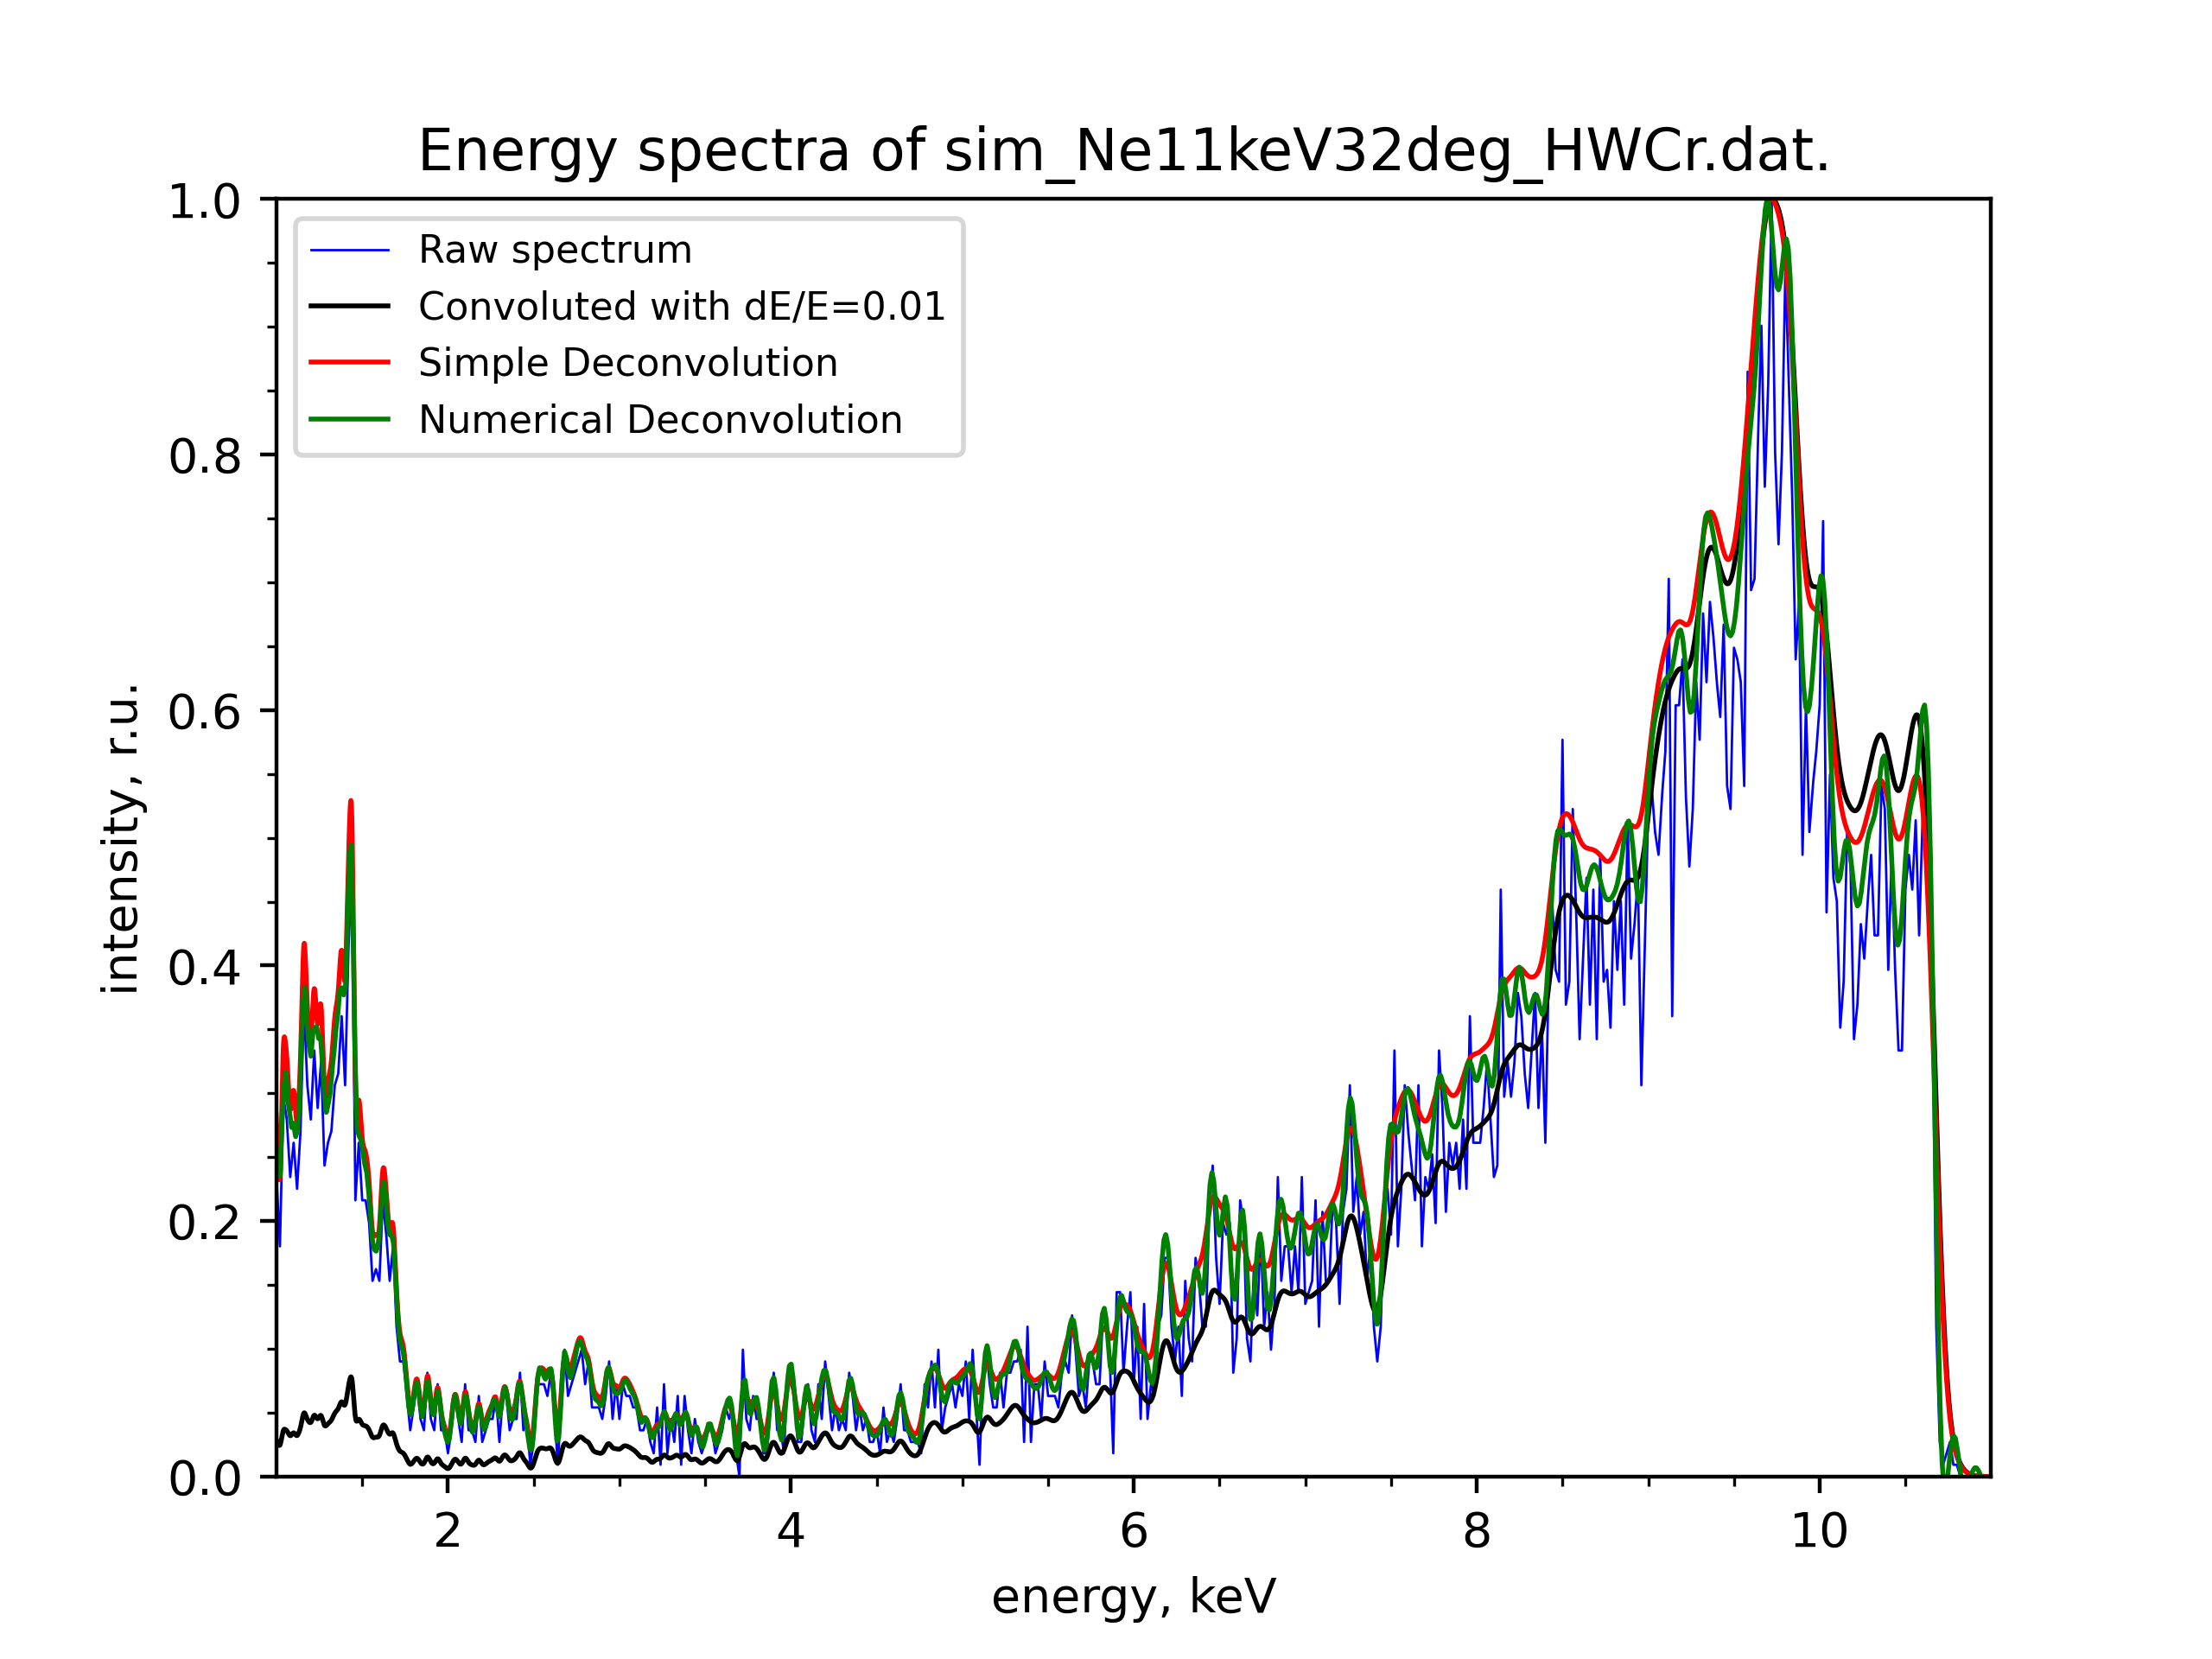 Energy spectra of sim_Ne11keV32deg_HWCr.dat.
1.0
0.8
0.6
0.4
0.2
0.0
intensity, r.u.
Raw spectrum
Convoluted with dE/E=0.01
Simple Deconvolution
Numerical Deconvolution
2 4 6 8 10
energy, keV